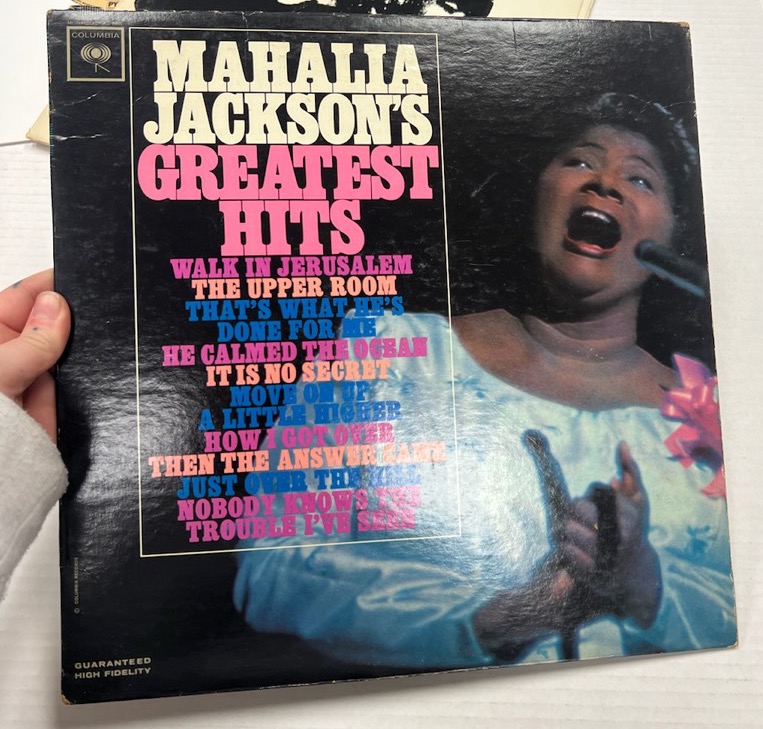 COLUMBIA
MAHALIA
JACKSON'S
GREATEST
HITS
WALK IN JERUSALEM
THE UPPER ROOM
THAT'S WHAT HE'S
DONE FOR ME
HE CALMED THE OCEAN
IT IS NO SECRET
MOVE ON UP
A LITTLE HIGHER
HOW I GOT OVER
THEN THE ANSWER CAME
JUST OVER THE HILL
NOBODY KNOWS THE
TROUBLE I'VE SEEN
© COLUMBIA RECORDS
GUARANTEED
HIGH FIDELITY